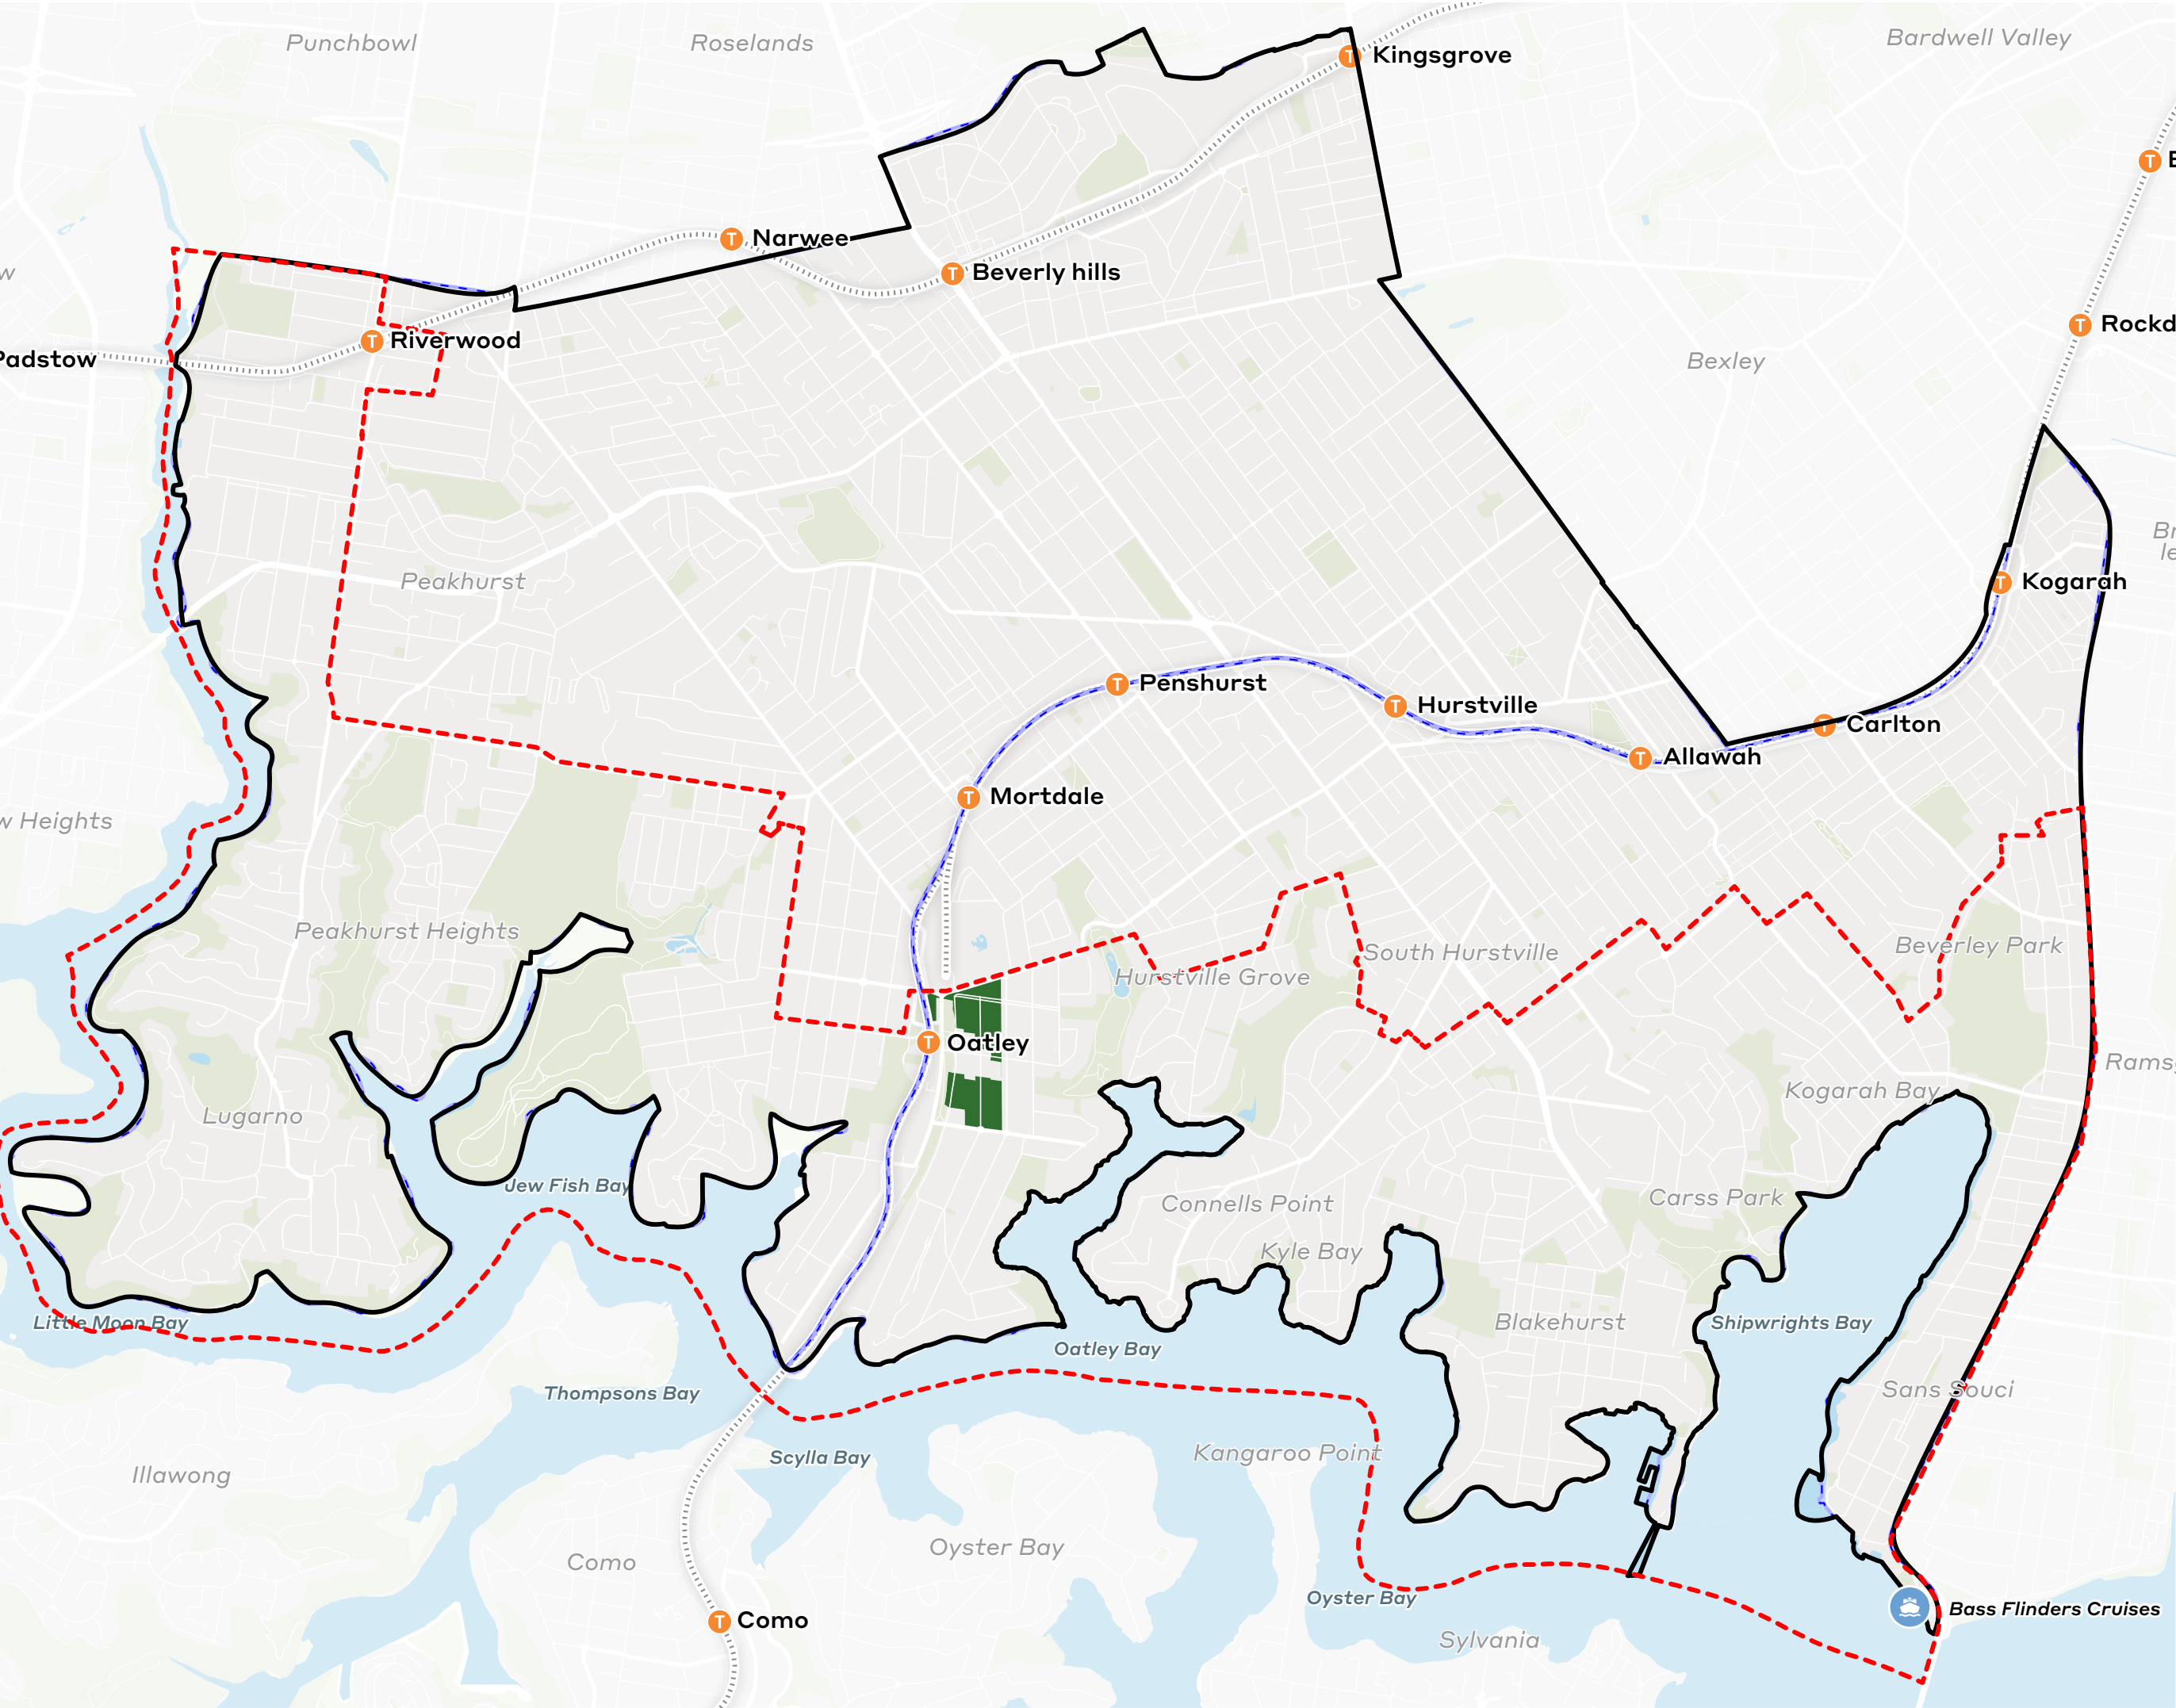 Punchbowl
Roselands
Bardwell Valley
T Kingsgrove
T
T Narwee
T Beverly hills
T Riverwood
Padstow
T
Bexley
Peakhurst
T Kogarah
T Penshurst
T Hurstville
T Carlton
T Allawah
T Mortdale
w Heights
Peakhurst Heights
South Hurstville
Beverley Park
Hurstville Grove
T Oatley
Kogarah Bay
Lugarno
Jew Fish Bay
Connells Point
Carss Park
Kyle Bay
Little Moon Bay
Blakehurst
Shipwrights Bay
Oatley Bay
Thompsons Bay
Sans Souci
Scylla Bay
Kangaroo Point
Illawong
Como
Oyster Bay
Oyster Bay
T Como
Bass Flinders Cruises
Sylvania